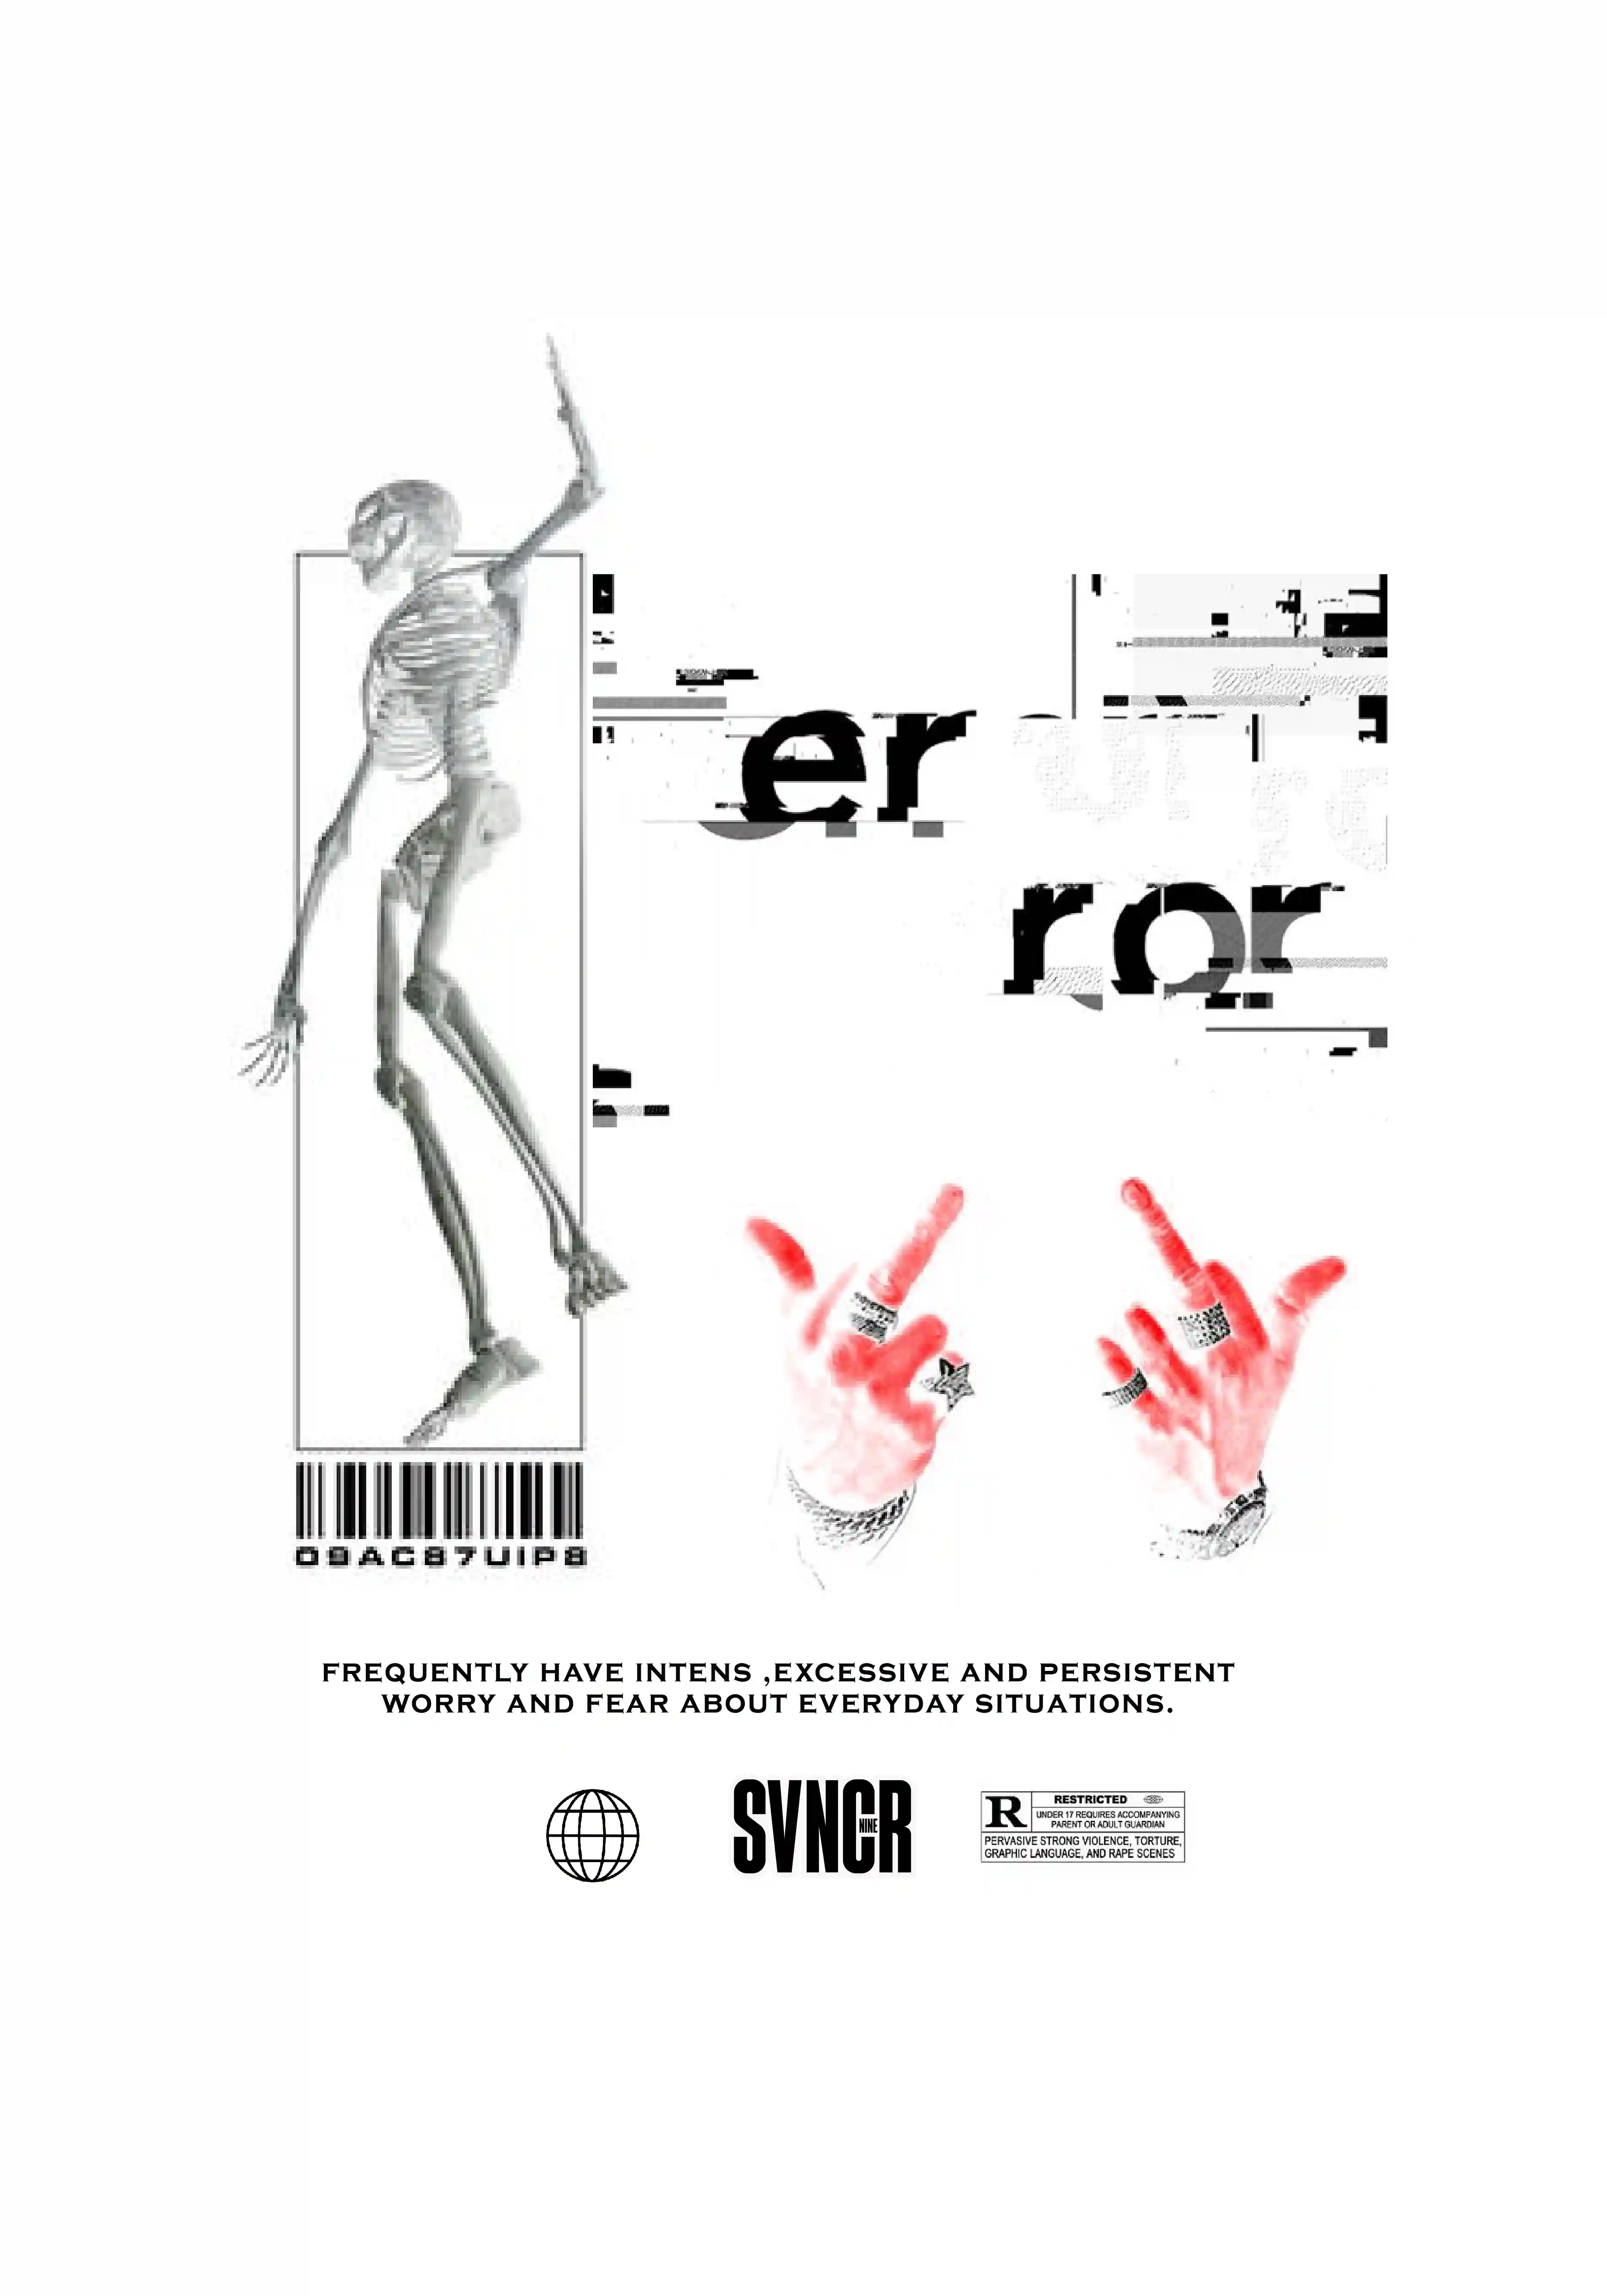 er
ror
09AC87UIP8
FREQUENTLY HAVE INTENS ,EXCESSIVE AND PERSISTENT
WORRY AND FEAR ABOUT EVERYDAY SITUATIONS.
SVNCR
NINE
R
RESTRICTED
UNDER 17 REQUIRES ACCOMPANYING
PARENT OR ADULT GUARDIAN
PERVASIVE STRONG VIOLENCE, TORTURE,
GRAPHIC LANGUAGE, AND RAPE SCENES